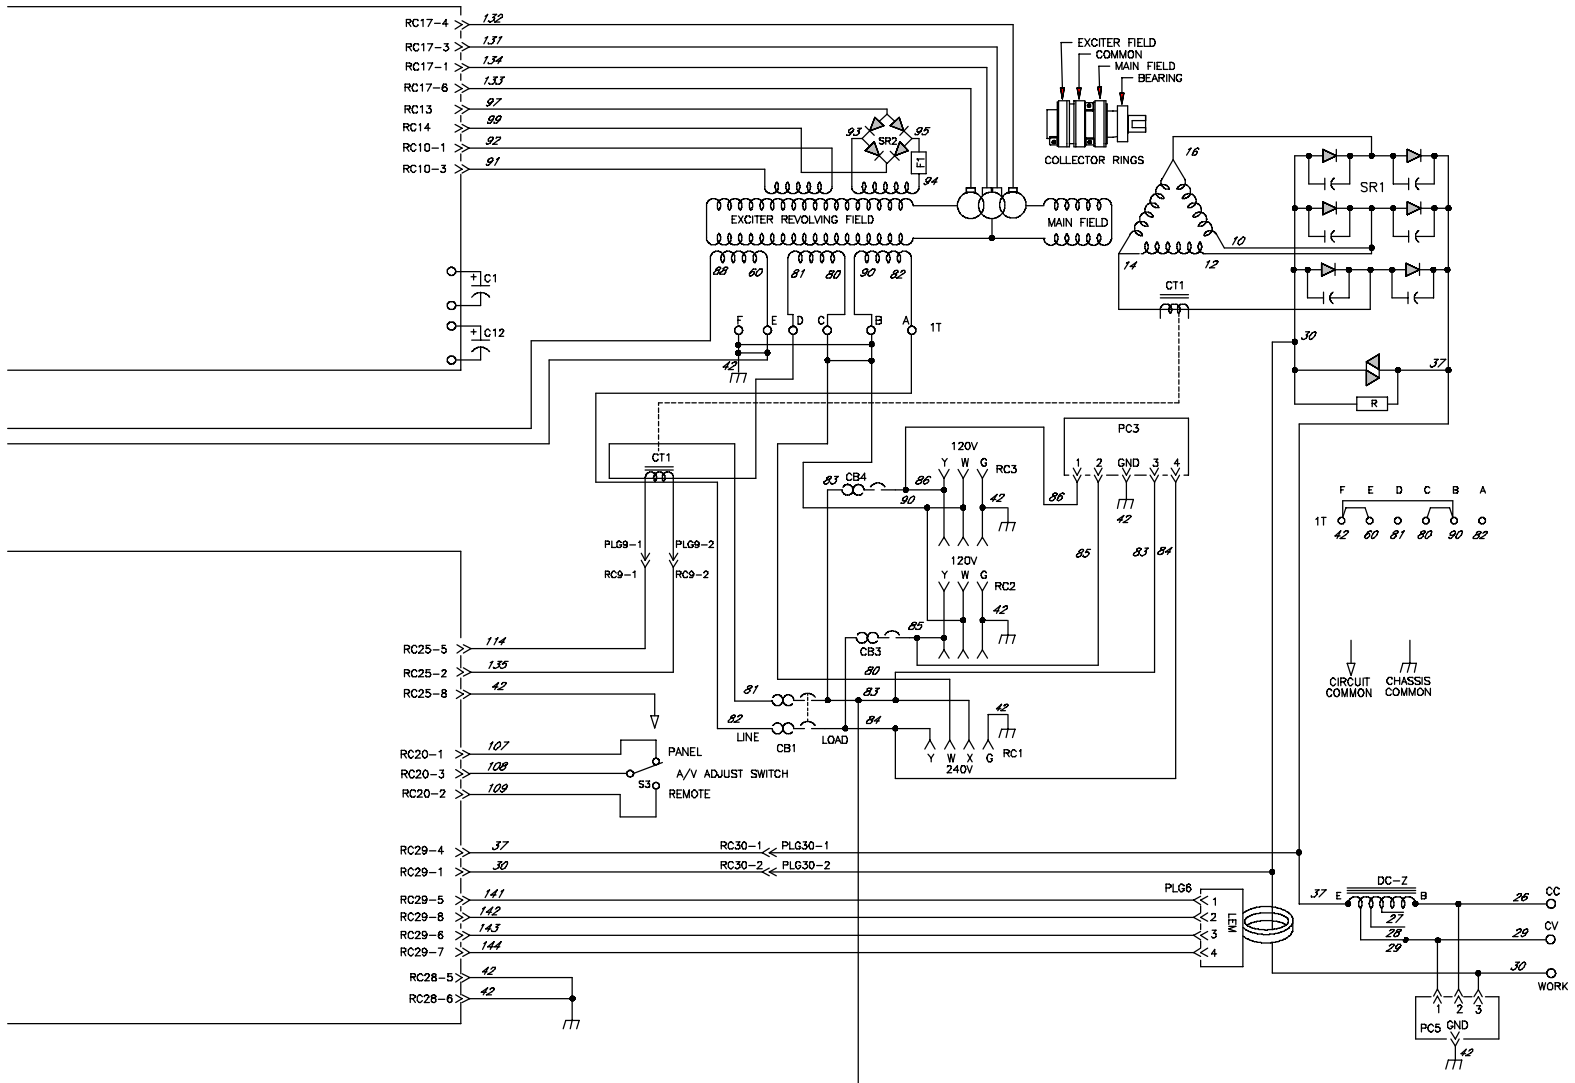 RC17-4 132
RC17-3 131
RC17-1 134
RC17-6 133
RC13 97
RC14 99
RC10-1 92
RC10-3 91
93 95
SR2
F1
94
EXCITER REVOLVING FIELD
MAIN FIELD
EXCITER FIELD
COMMON
MAIN FIELD
BEARING
COLLECTOR RINGS
16
10
14 12
CT1
SR1
30
37
R
88 60 81 80 90 82
F E D C B A 1T
42
+ C1
+ C12
CT1
PLG9-1 PLG9-2
RC9-1 RC9-2
83 CB4 86
90
120V
Y W G RC3
42
120V
Y W G RC2
42
85
CB3
80
81 83
82 84
LINE CB1 LOAD
42
Y W X G RC1
240V
PC3
1 2 GND 3 4
86
42
85 83 84
F E D C B A
1T
42 60 81 80 90 82
CIRCUIT COMMON
CHASSIS COMMON
RC25-5 114
RC25-2 135
RC25-8 42
RC20-1 107
RC20-3 108
RC20-2 109
PANEL
A/V ADJUST SWITCH
S3
REMOTE
RC29-4 37 RC30-1 PLG30-1
RC29-1 30 RC30-2 PLG30-2
RC29-5 141
RC29-8 142
RC29-6 143
RC29-7 144
RC28-5 42
RC28-6 42
PLG6
1
2
3
4
LEM
DC-Z
37 E B
27
28
29
26 CC
29 CV
30
WORK
1 2 3
PC5 GND
42